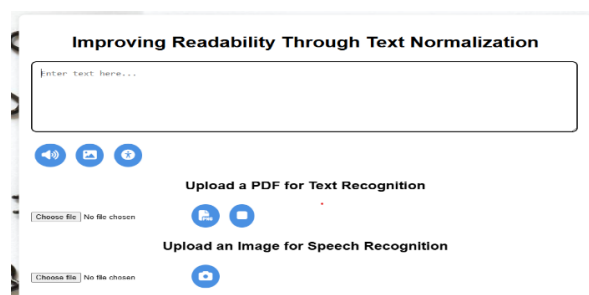 Improving Readability Through Text Normalization
Enter text here...
Upload a PDF for Text Recognition
Choose file No file chosen
PDF
Upload an Image for Speech Recognition
Choose file No file chosen